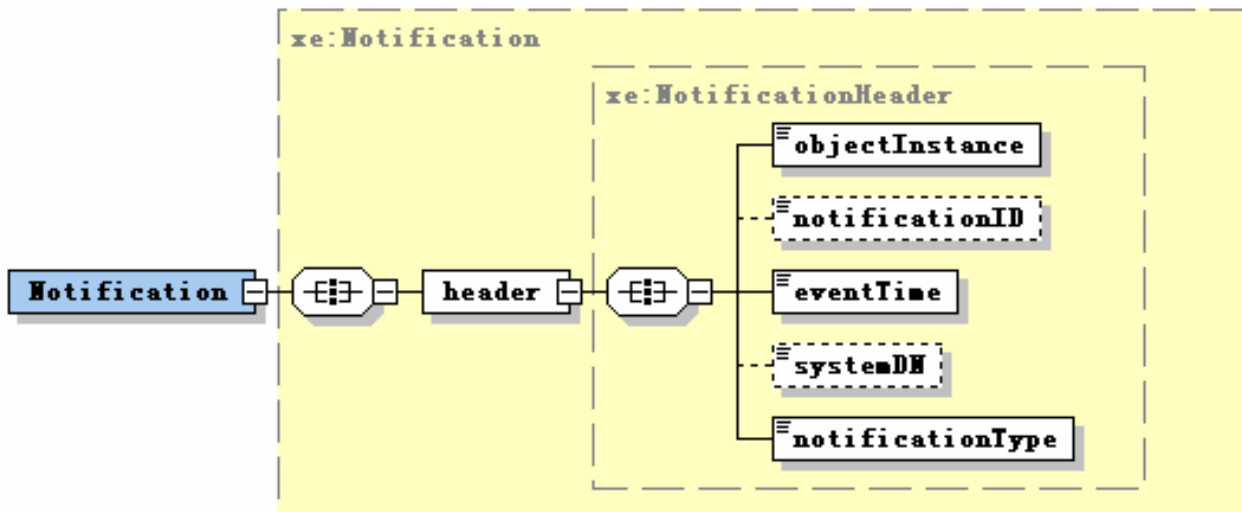 xe:Notification
xe:NotificationHeader
objectInstance
notificationID
Notification
header
eventTime
systemDN
notificationType